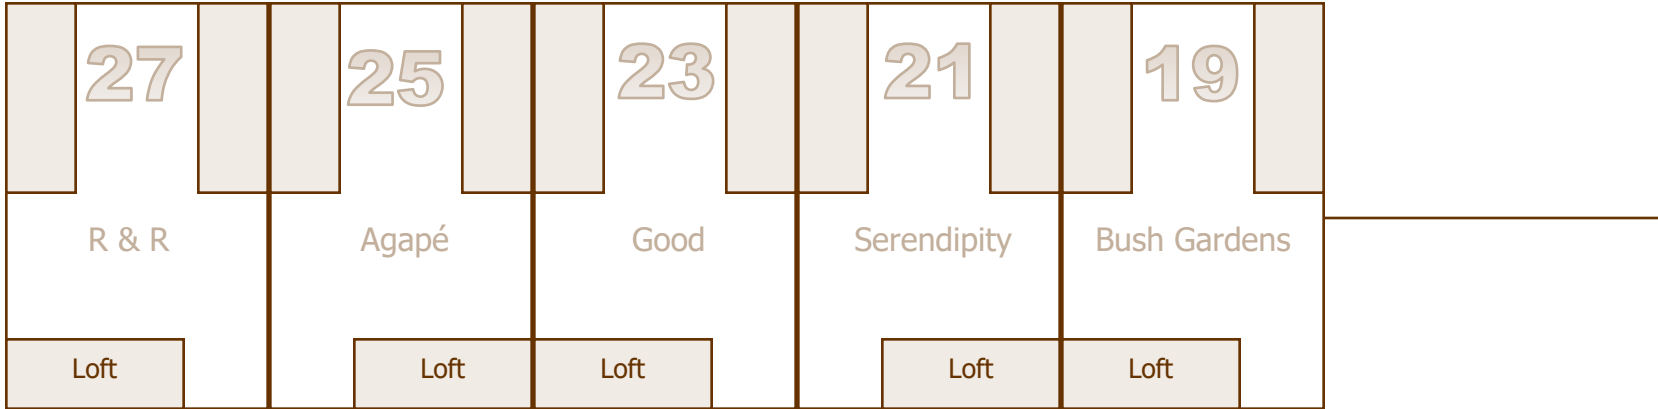 27 25 23 21 19
R & R Agapé Good Serendipity Bush Gardens
Loft Loft Loft Loft Loft